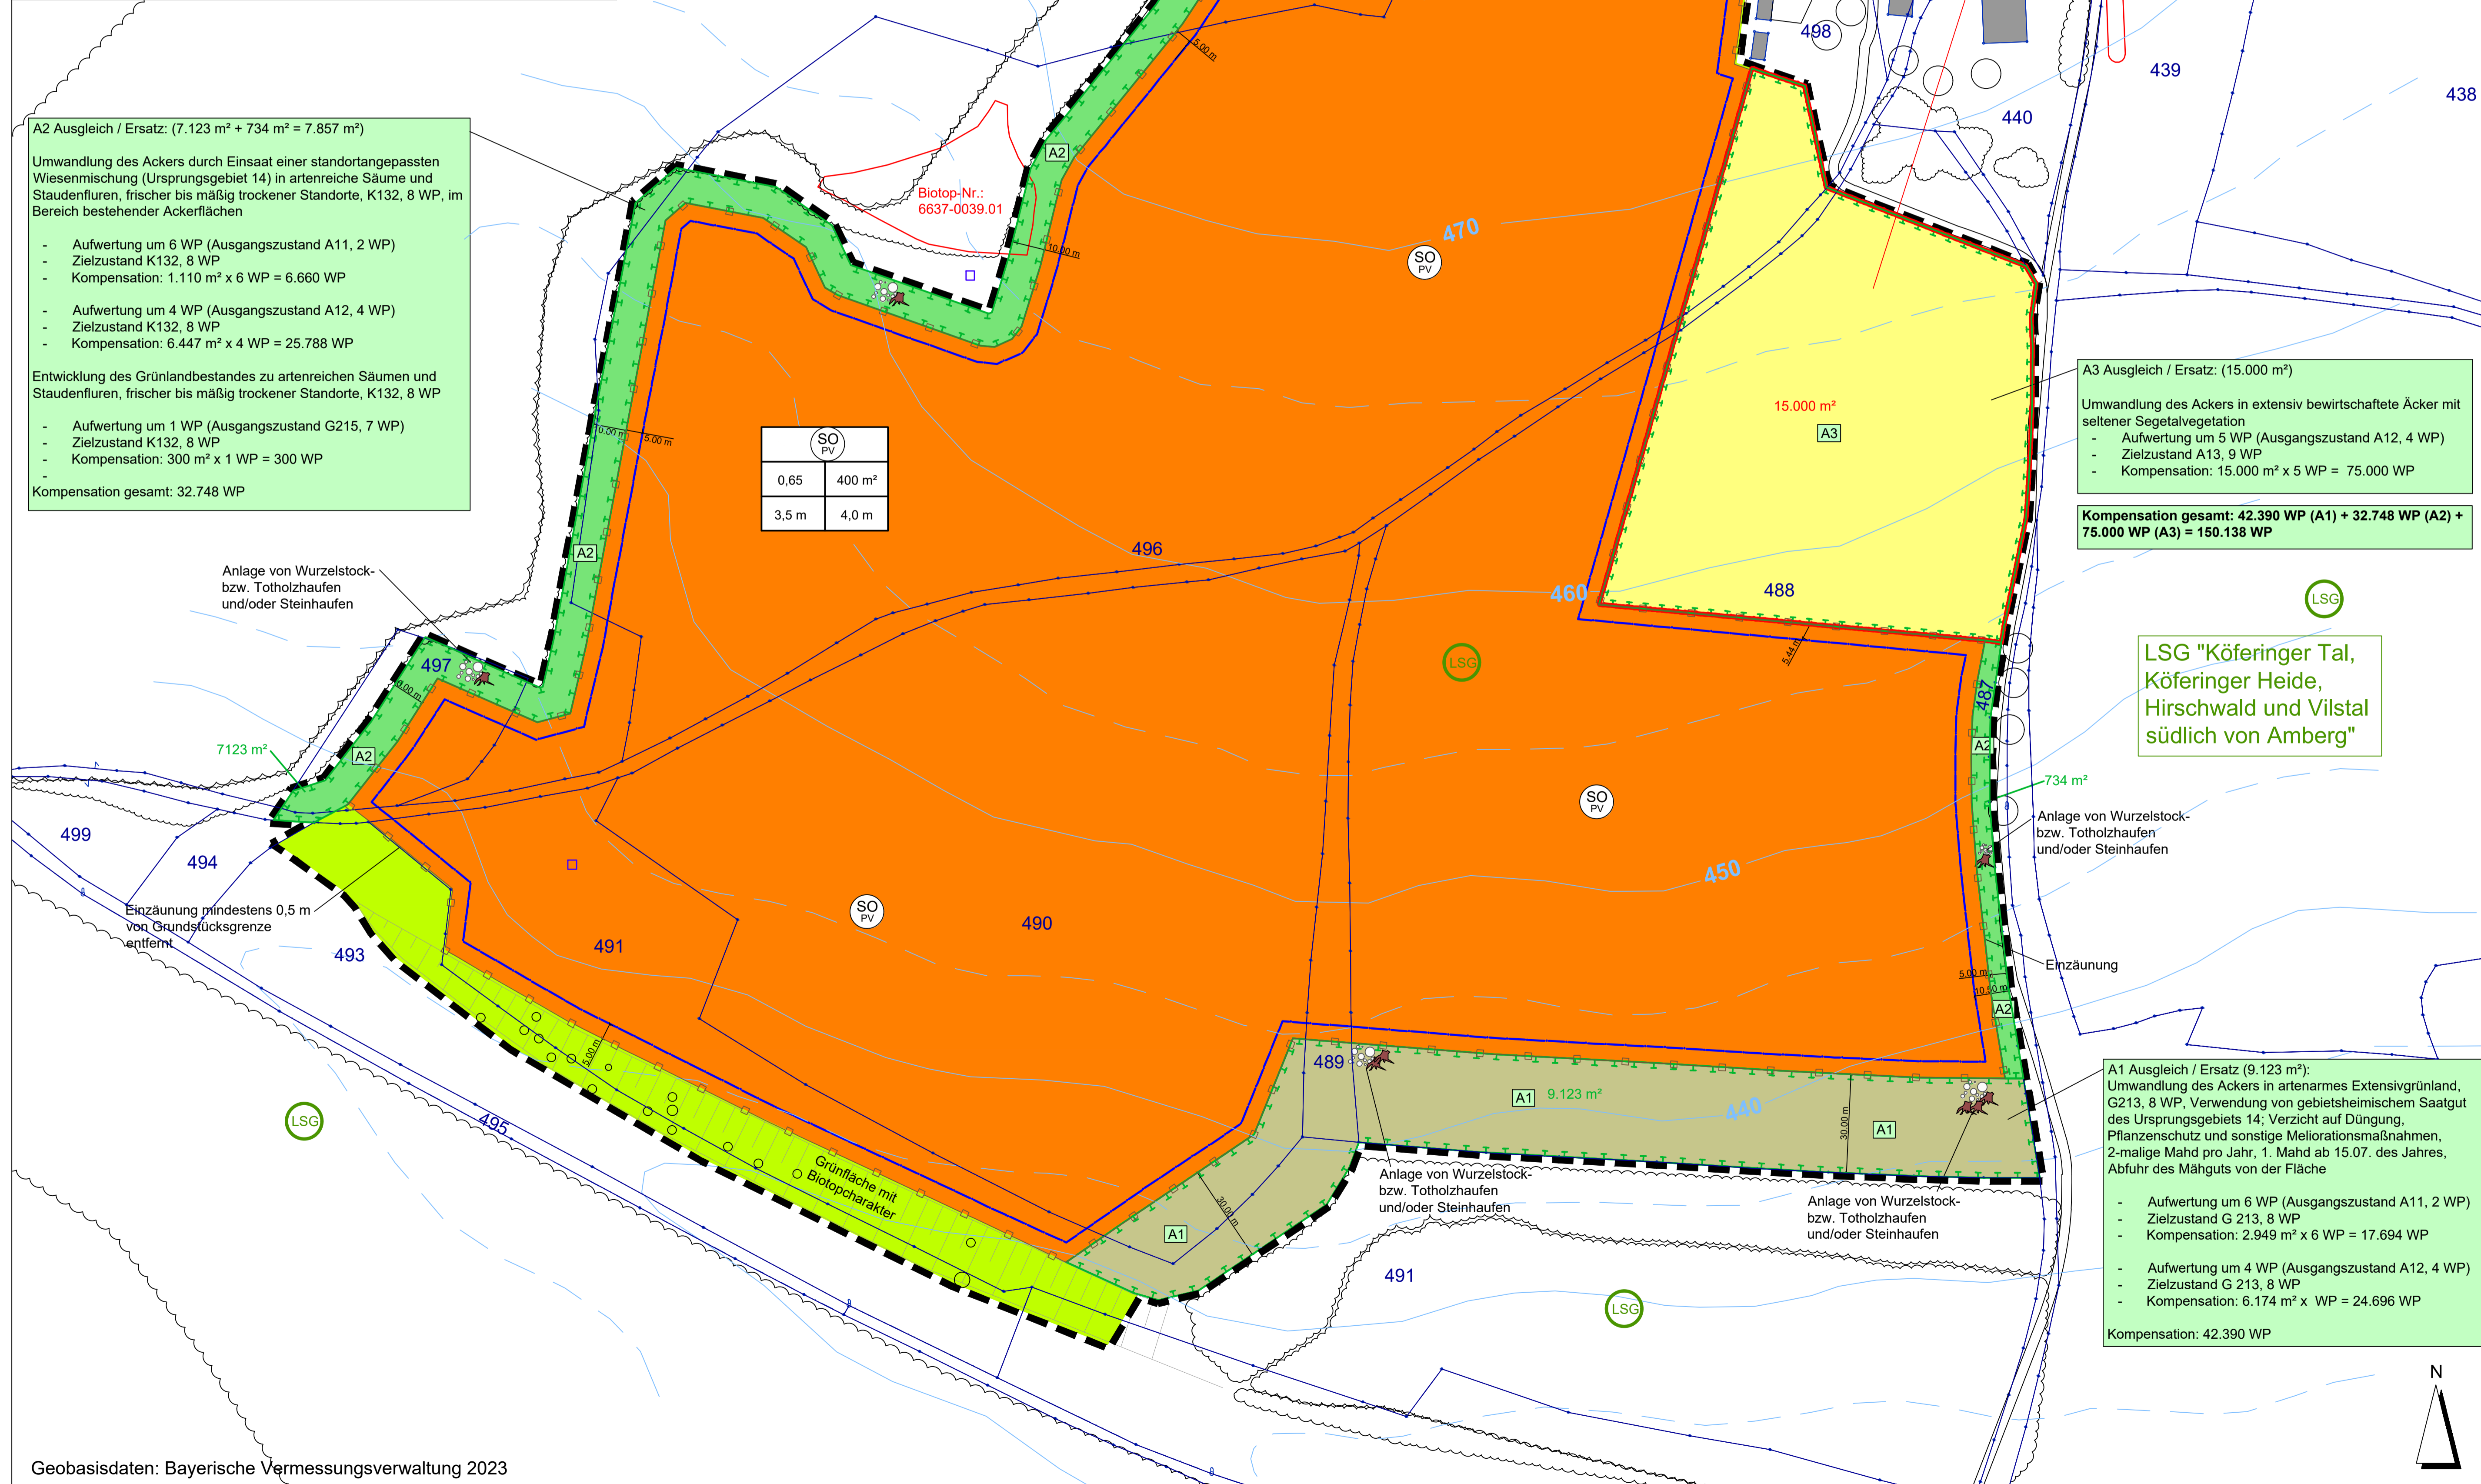 A2 Ausgleich / Ersatz: (7.123 m² + 734 m² = 7.857 m²)
Umwandlung des Ackers durch Einsaat einer standortangepassten
Wiesenmischung (Ursprungsgebiet 14) in artenreiche Säume und
Staudenfluren, frischer bis mäßig trockener Standorte, K132, 8 WP, im
Bereich bestehender Ackerflächen
- Aufwertung um 6 WP (Ausgangszustand A11, 2 WP)
- Zielzustand K132, 8 WP
- Kompensation: 1.110 m² x 6 WP = 6.660 WP
- Aufwertung um 4 WP (Ausgangszustand A12, 4 WP)
- Zielzustand K132, 8 WP
- Kompensation: 6.447 m² x 4 WP = 25.788 WP
Entwicklung des Grünlandbestandes zu artenreichen Säumen und
Staudenfluren, frischer bis mäßig trockener Standorte, K132, 8 WP
- Aufwertung um 1 WP (Ausgangszustand G215, 7 WP)
- Zielzustand K132, 8 WP
- Kompensation: 300 m² x 1 WP = 300 WP
-
Kompensation gesamt: 32.748 WP
5.00 m
A2
Biotop-Nr.:
6637-0039.01
10.00 m
470
SO
PV
498
439
438
440
15.000 m²
A3
488
A3 Ausgleich / Ersatz: (15.000 m²)
Umwandlung des Ackers in extensiv bewirtschaftete Äcker mit
seltener Segetalvegetation
- Aufwertung um 5 WP (Ausgangszustand A12, 4 WP)
- Zielzustand A13, 9 WP
- Kompensation: 15.000 m² x 5 WP = 75.000 WP
Kompensation gesamt: 42.390 WP (A1) + 32.748 WP (A2) +
75.000 WP (A3) = 150.138 WP
SO
PV
0,65 400 m²
3,5 m 4,0 m
5.00 m
A2
496
460
LSG
5.44 m
LSG
LSG "Köferinger Tal,
Köferinger Heide,
Hirschwald und Vilstal
südlich von Amberg"
Anlage von Wurzelstock-
bzw. Totholzhaufen
und/oder Steinhaufen
497
A2
7123 m²
487
A2
734 m²
Anlage von Wurzelstock-
bzw. Totholzhaufen
und/oder Steinhaufen
SO
PV
450
499
494
Einzäunung mindestens 0,5 m
von Grundstücksgrenze
entfernt
493
491
SO
PV
490
Einzäunung
5.00 m
10.50 m
A2
5.00 m
489
A1
9.123 m²
440
30.00 m
A1
LSG
495
Grünfläche mit
Biotopcharakter
A1
30.00 m
Anlage von Wurzelstock-
bzw. Totholzhaufen
und/oder Steinhaufen
Anlage von Wurzelstock-
bzw. Totholzhaufen
und/oder Steinhaufen
491
LSG
A1 Ausgleich / Ersatz (9.123 m²):
Umwandlung des Ackers in artenarmes Extensivgrünland,
G213, 8 WP, Verwendung von gebietsheimischem Saatgut
des Ursprungsgebiets 14; Verzicht auf Düngung,
Pflanzenschutz und sonstige Meliorationsmaßnahmen,
2-malige Mahd pro Jahr, 1. Mahd ab 15.07. des Jahres,
Abfuhr des Mähguts von der Fläche
- Aufwertung um 6 WP (Ausgangszustand A11, 2 WP)
- Zielzustand G 213, 8 WP
- Kompensation: 2.949 m² x 6 WP = 17.694 WP
- Aufwertung um 4 WP (Ausgangszustand A12, 4 WP)
- Zielzustand G 213, 8 WP
- Kompensation: 6.174 m² x WP = 24.696 WP
Kompensation: 42.390 WP
N
Geobasisdaten: Bayerische Vermessungsverwaltung 2023